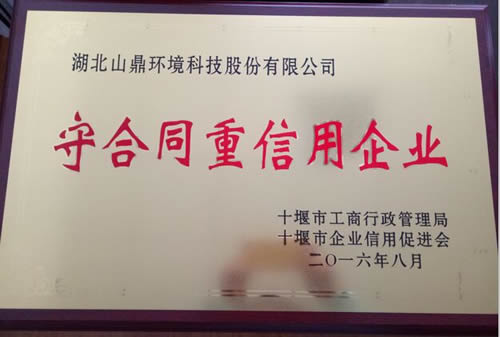 湖北山鼎环境科技股份有限公司
守合同重信用企业
十堰市工商行政管理局
十堰市企业信用促进会
二〇一六年八月